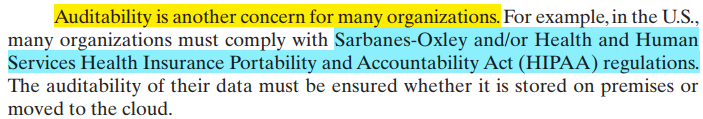 Auditability is another concern for many organizations. For example, in the U.S.,
many organizations must comply with Sarbanes-Oxley and/or Health and Human
Services Health Insurance Portability and Accountability Act (HIPAA) regulations.
The auditability of their data must be ensured whether it is stored on premises or
moved to the cloud.